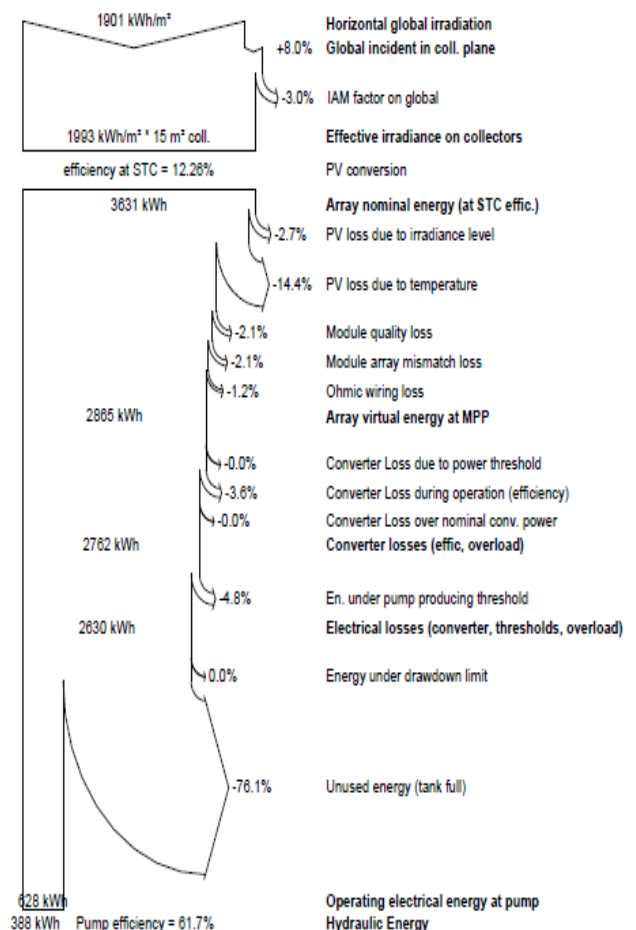 1901 kWh/m² Horizontal global irradiation
+8.0% Global incident in coll. plane
-3.0% IAM factor on global
1993 kWh/m² * 15 m² coll. Effective irradiance on collectors
efficiency at STC = 12.26% PV conversion
3631 kWh Array nominal energy (at STC effic.)
-2.7% PV loss due to irradiance level
-14.4% PV loss due to temperature
-2.1% Module quality loss
-2.1% Module array mismatch loss
-1.2% Ohmic wiring loss
2865 kWh Array virtual energy at MPP
-0.0% Converter Loss due to power threshold
-3.6% Converter Loss during operation (efficiency)
-0.0% Converter Loss over nominal conv. power
2762 kWh Converter losses (effic, overload)
-4.8% En. under pump producing threshold
2630 kWh Electrical losses (converter, thresholds, overload)
0.0% Energy under drawdown limit
-76.1% Unused energy (tank full)
628 kWh Operating electrical energy at pump
388 kWh Pump efficiency = 61.7% Hydraulic Energy